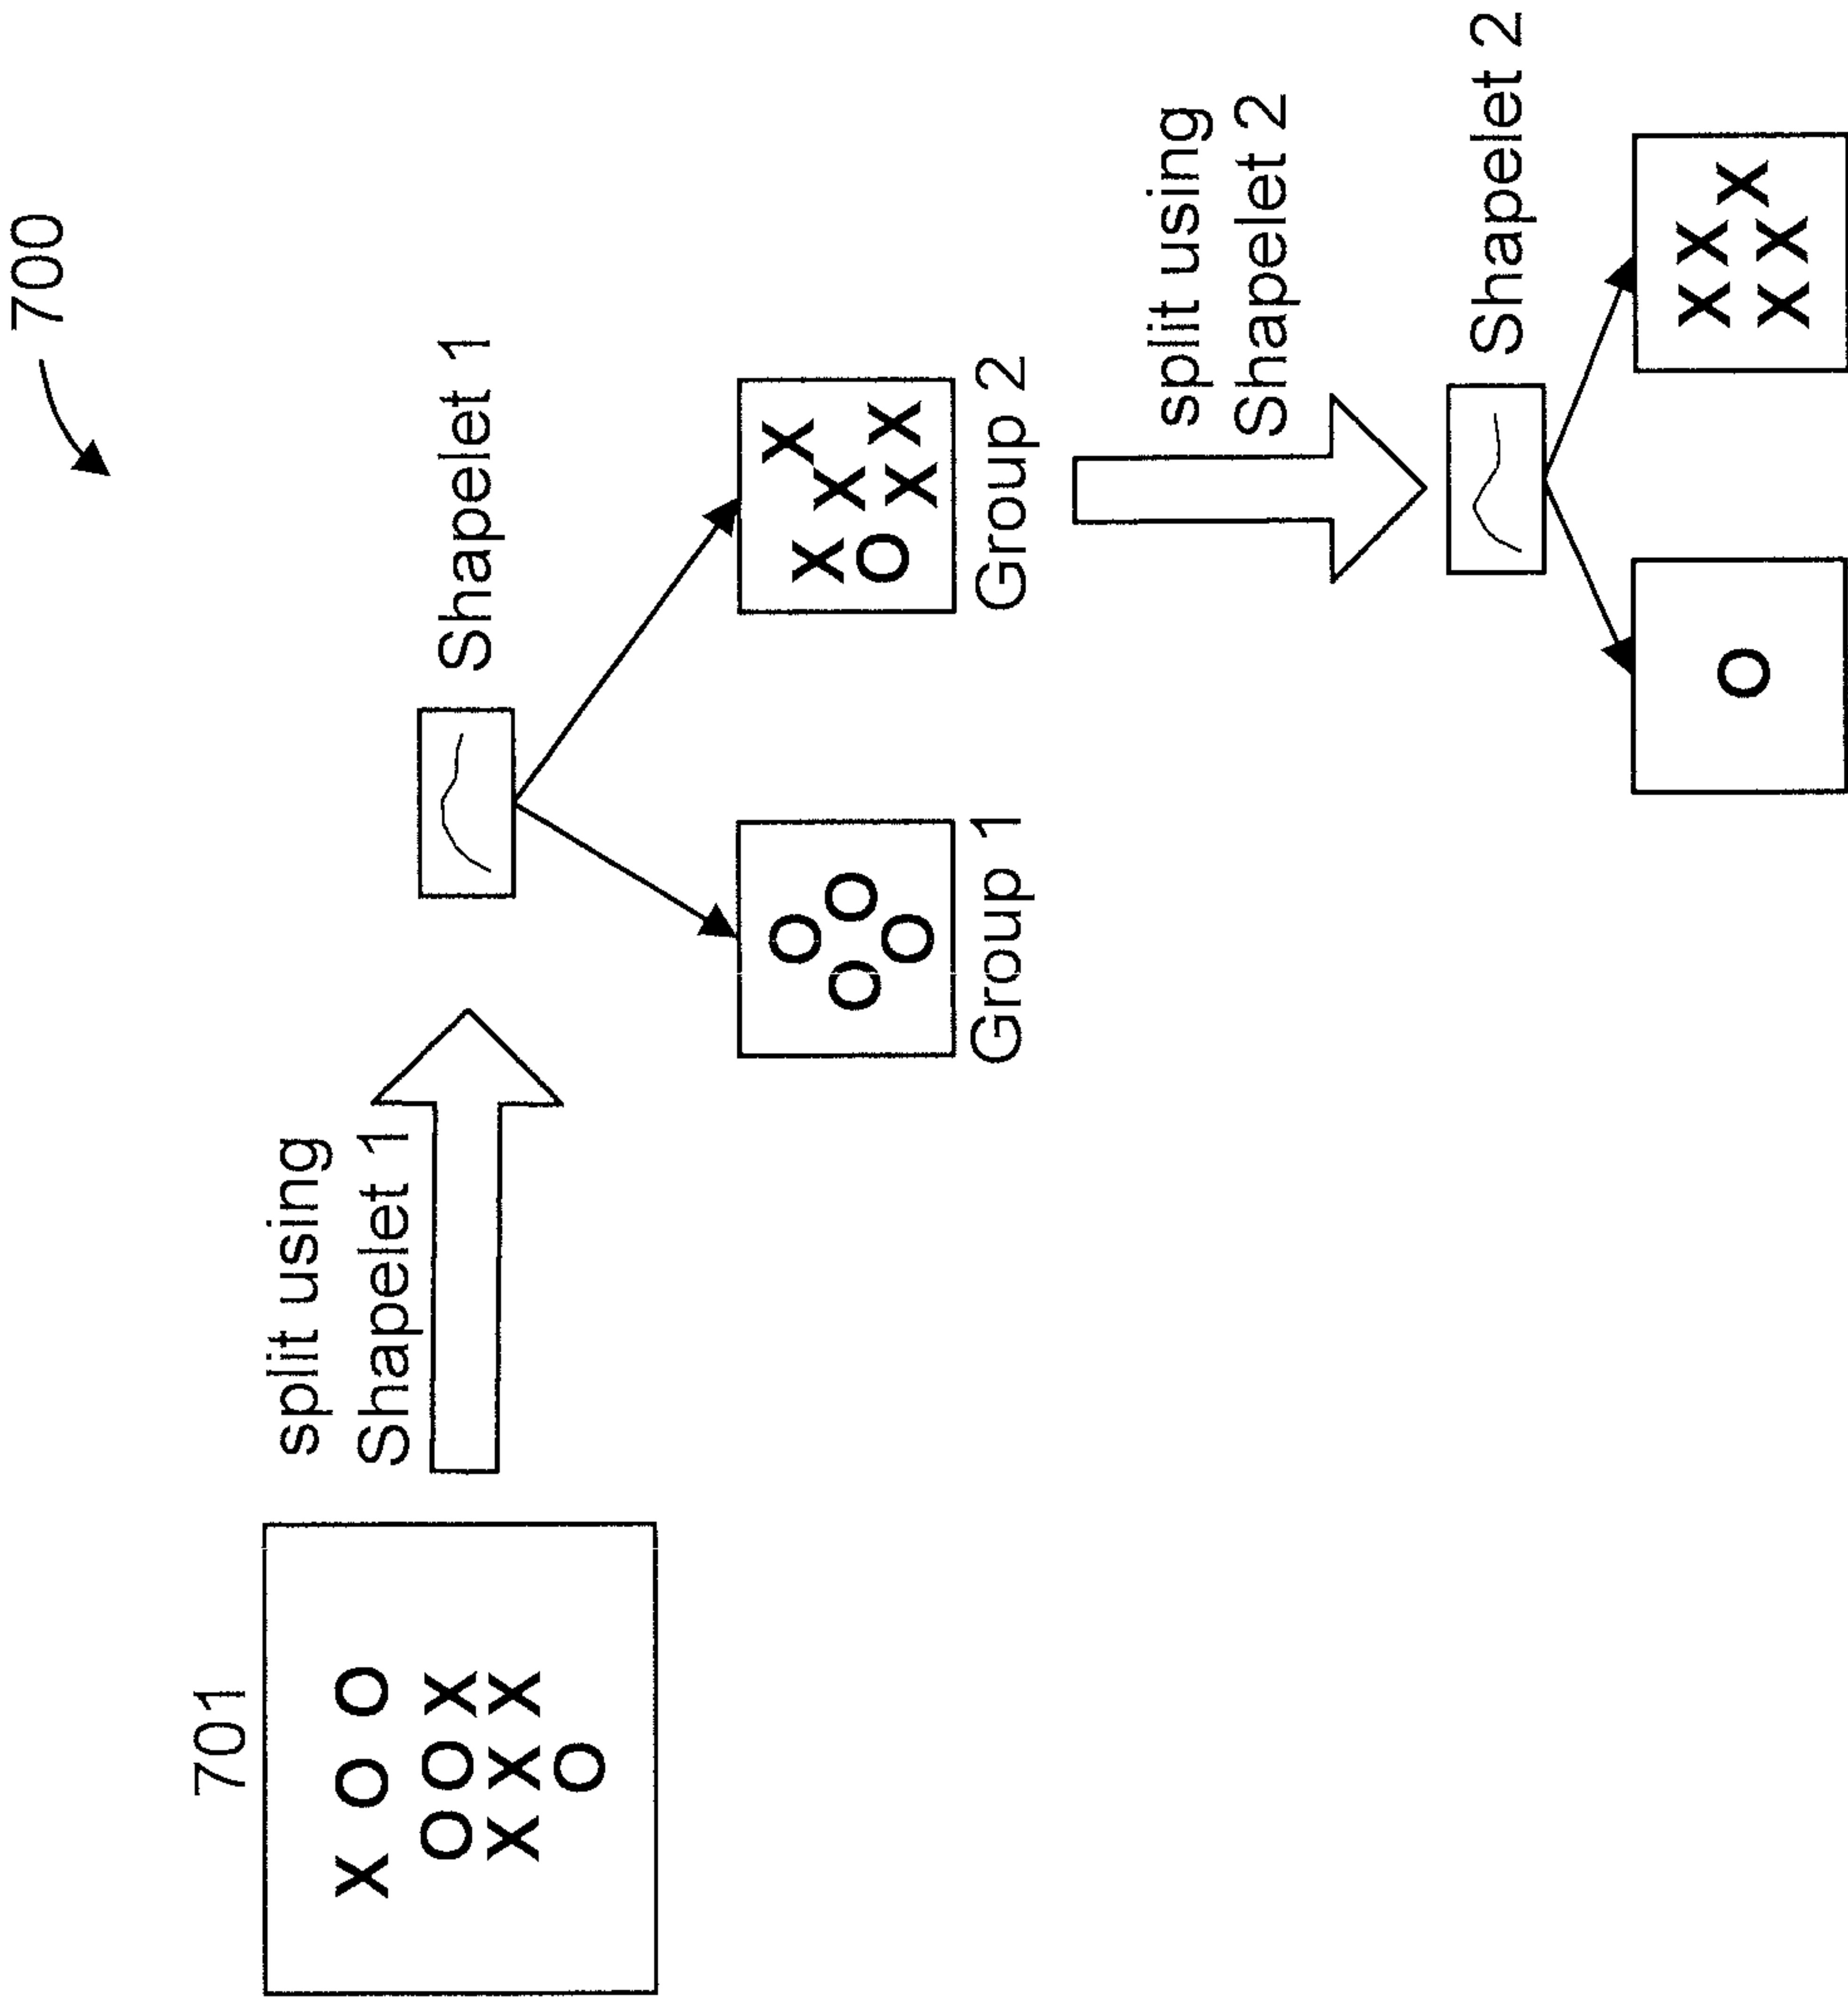 700
701
split using
Shapelet 1
Shapelet 1
X O O
O O X
X X X
O
O
O O
O
X X X
O X X
Group 1
Group 2
split using
Shapelet 2
Shapelet 2
O
X X
X
X X